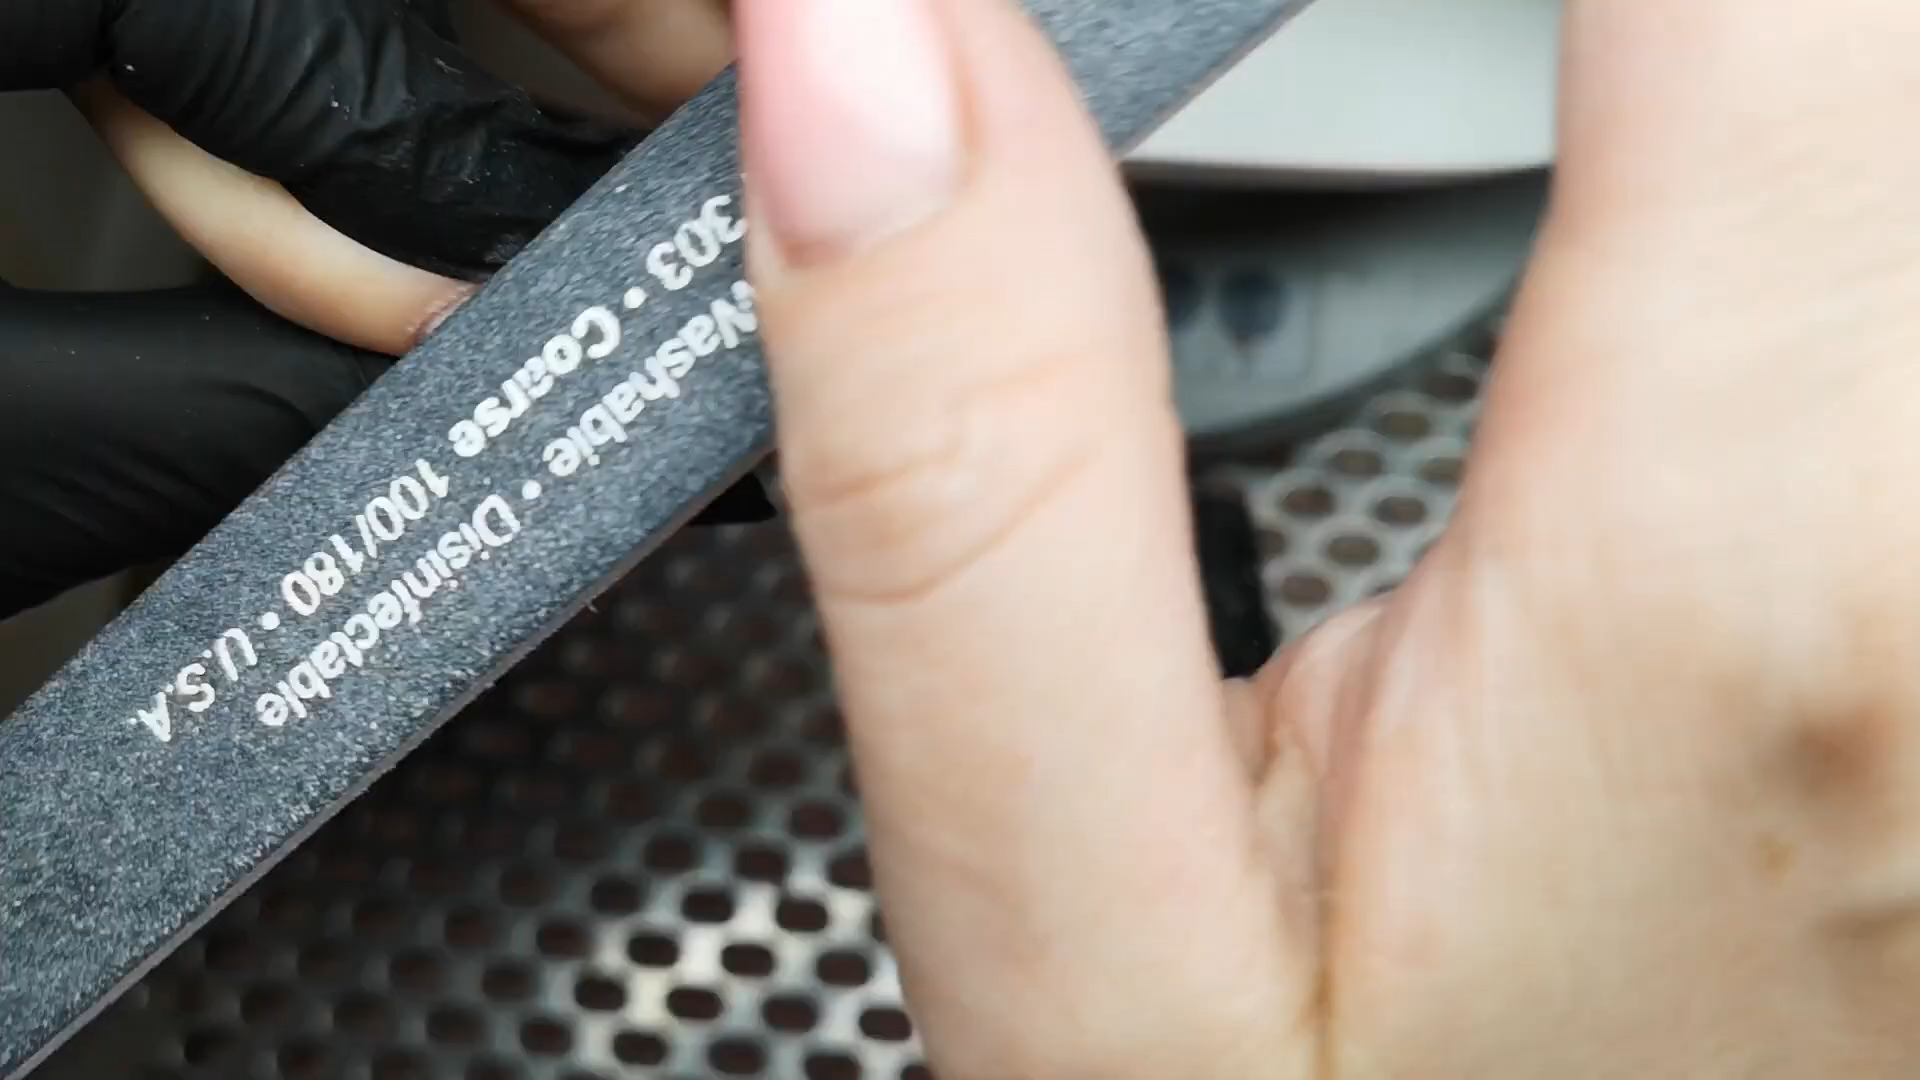 Washable • Disinfectable
303 • Coarse 100/180 • U.S.A.